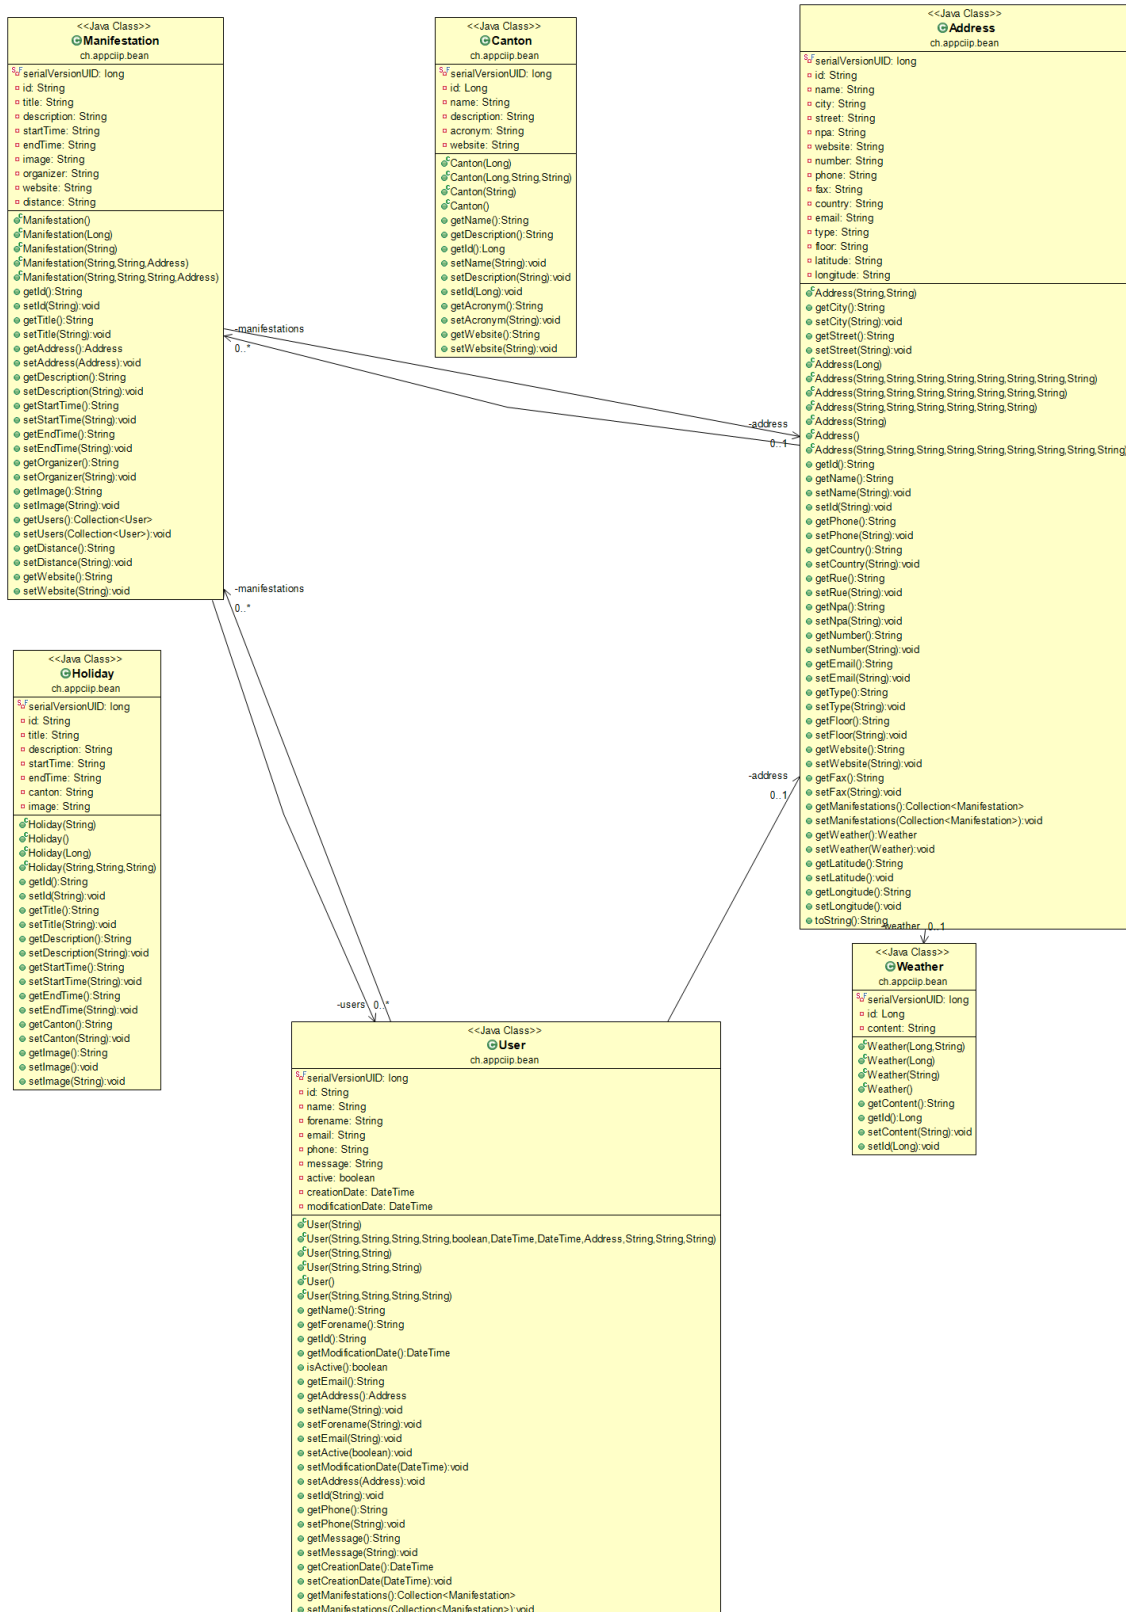 <<Java Class>>
Manifestation
ch.appciip.bean
serialVersionUID: long
id: String
title: String
description: String
startTime: String
endTime: String
image: String
organizer: String
website: String
distance: String
Manifestation()
Manifestation(Long)
Manifestation(String)
Manifestation(String,String,Address)
Manifestation(String,String,String,Address)
getId():String
setId(String):void
getTitle():String
setTitle(String):void
getAddress():Address
setAddress(Address):void
getDescription():String
setDescription(String):void
getStartTime():String
setStartTime(String):void
getEndTime():String
setEndTime(String):void
getOrganizer():String
setOrganizer(String):void
getImage():String
setImage(String):void
getUsers():Collection<User>
setUsers(Collection<User>):void
getDistance():String
setDistance(String):void
getWebsite():String
setWebsite(String):void
<<Java Class>>
Canton
ch.appciip.bean
serialVersionUID: long
id: Long
name: String
description: String
acronym: String
website: String
Canton(Long)
Canton(Long,String,String)
Canton(String)
Canton()
getName():String
getDescription():String
getId():Long
setName(String):void
setDescription(String):void
setId(Long):void
getAcronym():String
setAcronym(String):void
getWebsite():String
setWebsite(String):void
<<Java Class>>
Address
ch.appciip.bean
serialVersionUID: long
id: String
name: String
city: String
street: String
npa: String
website: String
number: String
phone: String
fax: String
country: String
email: String
type: String
floor: String
latitude: String
longitude: String
Address(String,String)
getCity():String
setCity(String):void
getStreet():String
setStreet(String):void
Address(Long)
Address(String,String,String,String,String,String,String,String)
Address(String,String,String,String,String,String,String)
Address(String,String,String,String,String,String)
Address(String)
Address()
Address(String,String,String,String,String,String,String,String,String)
getId():String
getName():String
setName(String):void
setId(String):void
getPhone():String
setPhone(String):void
getCountry():String
setCountry(String):void
getRue():String
setRue(String):void
getNpa():String
setNpa(String):void
getNumber():String
setNumber(String):void
getEmail():String
setEmail(String):void
getType():String
setType(String):void
getFloor():String
setFloor(String):void
getWebsite():String
setWebsite(String):void
getFax():String
setFax(String):void
getManifestations():Collection<Manifestation>
setManifestations(Collection<Manifestation>):void
getWeather():Weather
setWeather(Weather):void
getLatitude():String
setLatitude():void
getLongitude():String
setLongitude():void
toString():String
-manifestations
0..*
-address
0..1
-manifestations
0..*
-address
0..1
-weather 0..1
-users 0..*
<<Java Class>>
Holiday
ch.appciip.bean
serialVersionUID: long
id: String
title: String
description: String
startTime: String
endTime: String
canton: String
image: String
Holiday(String)
Holiday()
Holiday(Long)
Holiday(String,String,String)
getId():String
setId(String):void
getTitle():String
setTitle(String):void
getDescription():String
setDescription(String):void
getStartTime():String
setStartTime(String):void
getEndTime():String
setEndTime(String):void
getCanton():String
setCanton(String):void
getImage():String
setImage():void
setImage(String):void
<<Java Class>>
Weather
ch.appciip.bean
serialVersionUID: long
id: Long
content: String
Weather(Long,String)
Weather(Long)
Weather(String)
Weather()
getContent():String
getId():Long
setContent(String):void
setId(Long):void
<<Java Class>>
User
ch.appciip.bean
serialVersionUID: long
id: String
name: String
forename: String
email: String
phone: String
message: String
active: boolean
creationDate: DateTime
modificationDate: DateTime
User(String)
User(String,String,String,String,boolean,DateTime,DateTime,Address,String,String,String)
User(String,String)
User(String,String,String)
User()
User(String,String,String,String)
getName():String
getForename():String
getId():String
getModificationDate():DateTime
isActive():boolean
getEmail():String
getAddress():Address
setName(String):void
setForename(String):void
setEmail(String):void
setActive(boolean):void
setModificationDate(DateTime):void
setAddress(Address):void
setId(String):void
getPhone():String
setPhone(String):void
getMessage():String
setMessage(String):void
getCreationDate():DateTime
setCreationDate(DateTime):void
getManifestations():Collection<Manifestation>
setManifestations(Collection<Manifestation>):void